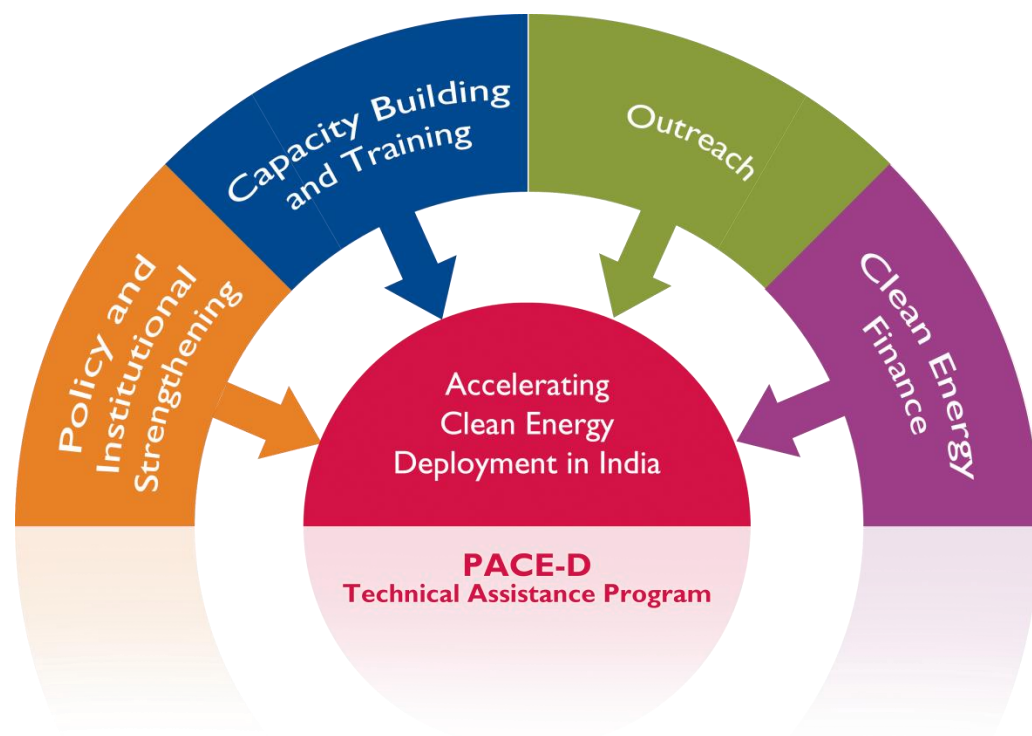 Policy and
Institutional
Strengthening
Capacity Building
and Training
Outreach
Clean Energy
Finance
Accelerating
Clean Energy
Deployment in India
PACE-D
Technical Assistance Program